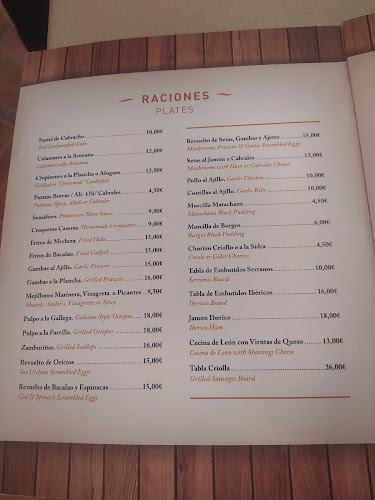 RACIONES
PLATES
Pastel de Cabracho 10,00€
Red Scorpionfish Cake
Calamares a la Romana 12,00€
Calamars alla Romana
Chipirones a la Plancha o Afogaos 12,00€
Grilled or "Drowned" Cuttlefish
Patatas Bravas / Ali- Oli/ Cabrales 4,50€
Potatoes: Spicy, Aholi or Cabrales
Semáforo. Potatoes or Three Sauce 9,00€
Croquetas Caseras. Homemade Croquettes 9,00€
Fritos de Merluza. Fried Hake 15,00€
Fritos de Bacalao. Fried Codfish 15,00€
Gambas al Ajillo. Garlic Prawns 15,00€
Gambas a la Plancha. Grilled Prawns 16,00€
Mejillones Marinera, Vinagreta o Picantes 9,50€
Mussels : Sailor's, Vinagrettte or Spicy
Pulpo a la Gallega. Galician Style Octopus 18,00€
Pulpo a la Parrilla. Grilled Octopus 18,00€
Zamburiñas. Grilled Scallops 16,00€
Revuelto de Oricios 15,00€
Sea Urchins Scrambled Eggs
Revuelto de Bacalao y Espinacas 15,00€
Cod & Spinach Scrambled Eggs
Revuelto de Setas, Gambas y Ajetes 15,00€
Mushrooms, Prawns & Garlic Scrambled Eggs
Setas al Jamón o Cabrales 13,00€
Mushrooms with Ham or Cabrales Cheese
Pollo al Ajillo. Garlic Chicken 10,00€
Costillas al Ajillo. Garlic Ribs 10,00€
Morcilla Matachana 4,50€
Matachana Black Pudding
Morcilla de Burgos 6,00€
Burgos Black Pudding
Chorizo Criollo o a la Sidra 4,50€
Creole or Cider Chorizo
Tabla de Embutidos Serranos 10,00€
Serranos Board
Tabla de Embutidos Ibéricos 16,00€
Ibericos Board
Jamón Iberico 18,00€
Iberico Ham
Cecina de León con Virutas de Queso 13,00€
Cecina de Leon with Shavings Cheese
Tabla Criolla 26,00€
Grilled Sausages Board